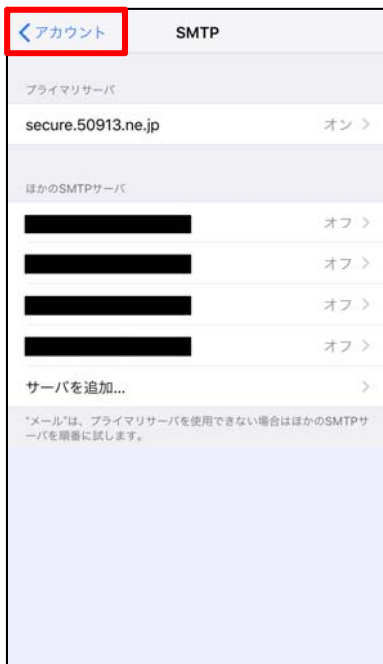 アカウント
SMTP
プライマリサーバ
secure.50913.ne.jp オン
ほかのSMTPサーバ
オフ
オフ
オフ
オフ
サーバを追加...
"メール"は、プライマリサーバを使用できない場合はほかのSMTPサ
ーバを順番に試します。